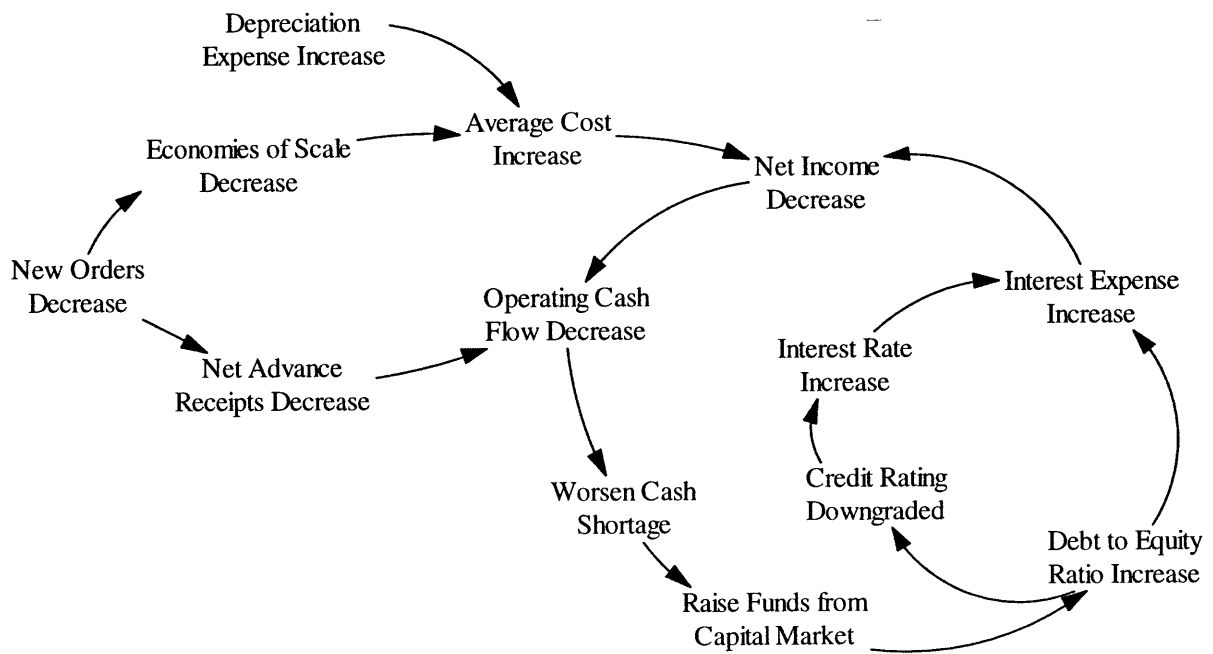 Depreciation
Expense Increase
Average Cost
Increase
Economies of Scale
Decrease
Net Income
Decrease
New Orders
Decrease
Operating Cash
Flow Decrease
Interest Expense
Increase
Net Advance
Receipts Decrease
Interest Rate
Increase
Worsen Cash
Shortage
Credit Rating
Downgraded
Debt to Equity
Ratio Increase
Raise Funds from
Capital Market